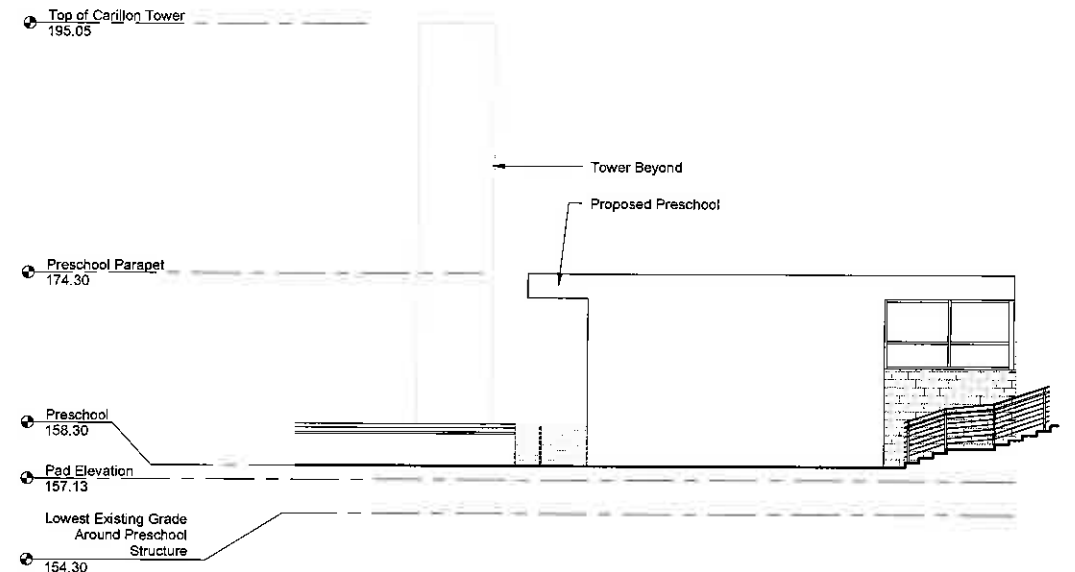 Top of Carillon Tower
195.05
Tower Beyond
Proposed Preschool
Preschool Parapet
174.30
Preschool
158.30
Pad Elevation
157.13
Lowest Existing Grade
Around Preschool
Structure
154.30